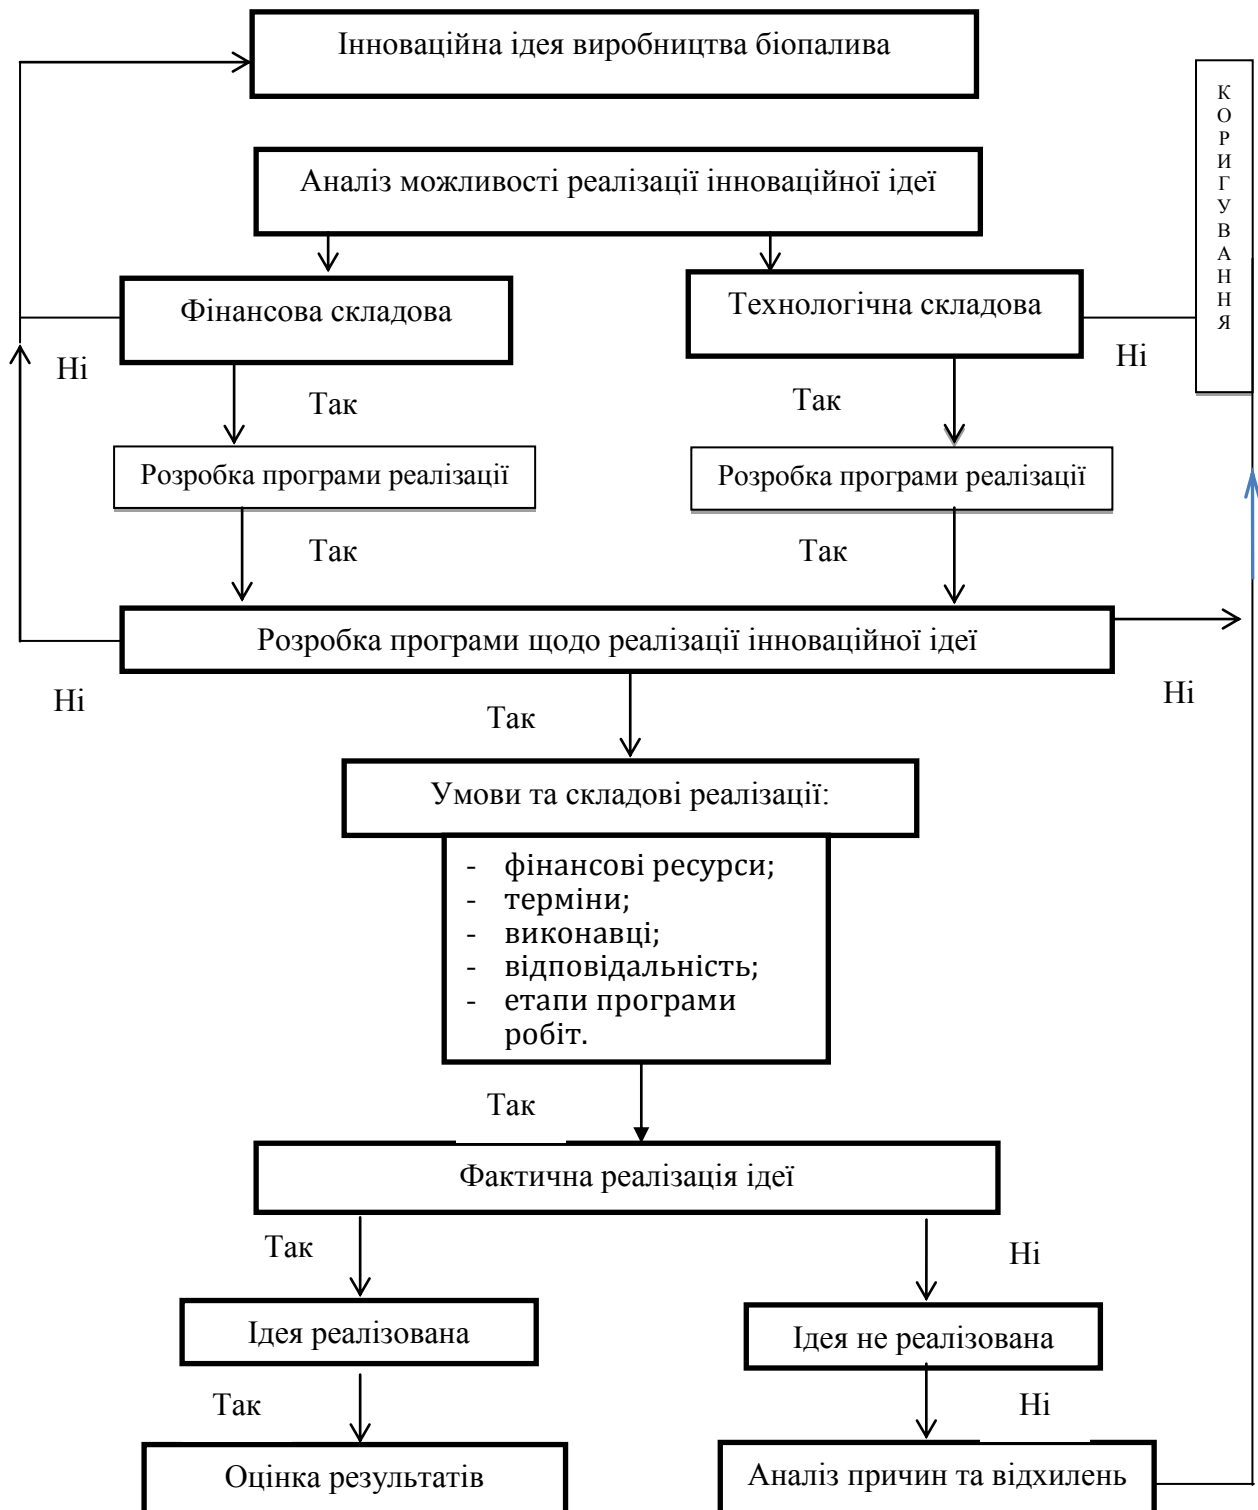 Інноваційна ідея виробництва біопалива
КОРИГУВАННЯ
Аналіз можливості реалізації інноваційної ідеї
Фінансова складова
Технологічна складова
Ні
Ні
Так
Так
Розробка програми реалізації
Розробка програми реалізації
Так
Так
Розробка програми щодо реалізації інноваційної ідеї
Ні
Ні
Так
Умови та складові реалізації:
- фінансові ресурси;
- терміни;
- виконавці;
- відповідальність;
- етапи програми
робіт.
Так
Фактична реалізація ідеї
Так
Ні
Ідея реалізована
Ідея не реалізована
Так
Ні
Оцінка результатів
Аналіз причин та відхилень